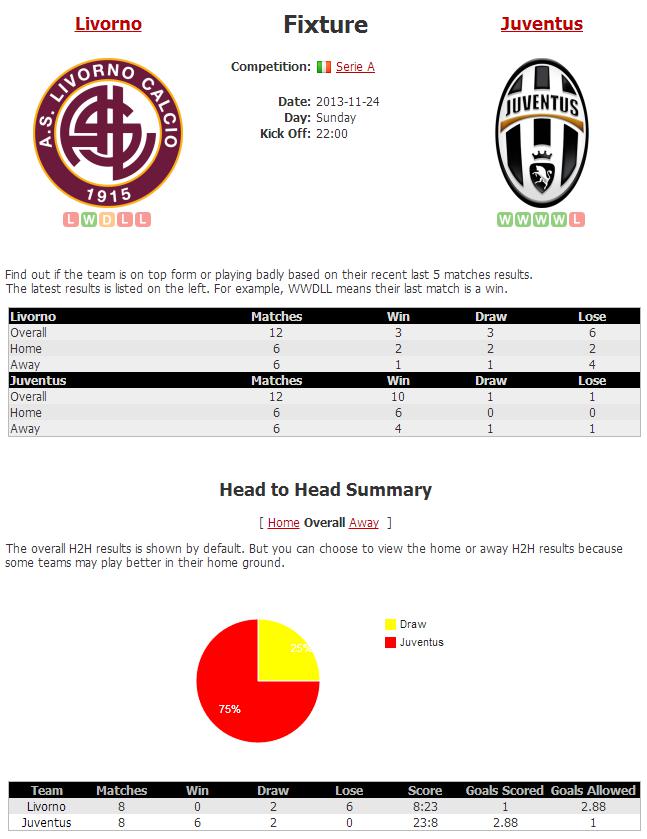 Livorno
Fixture
Juventus
Competition: Serie A
A.S. LIVORNO CALCIO
1915
JUVENTUS
Date: 2013-11-24
Day: Sunday
Kick Off: 22:00
L W D L L
W W W W L
Find out if the team is on top form or playing badly based on their recent last 5 matches results.
The latest results is listed on the left. For example, WWDLL means their last match is a win.
Livorno Matches Win Draw Lose
Overall 12 3 3 6
Home 6 2 2 2
Away 6 1 1 4
Juventus Matches Win Draw Lose
Overall 12 10 1 1
Home 6 6 0 0
Away 6 4 1 1
Head to Head Summary
[ Home Overall Away ]
The overall H2H results is shown by default. But you can choose to view the home or away H2H results because
some teams may play better in their home ground.
Draw
Juventus
25%
75%
Team Matches Win Draw Lose Score Goals Scored Goals Allowed
Livorno 8 0 2 6 8:23 1 2.88
Juventus 8 6 2 0 23:8 2.88 1